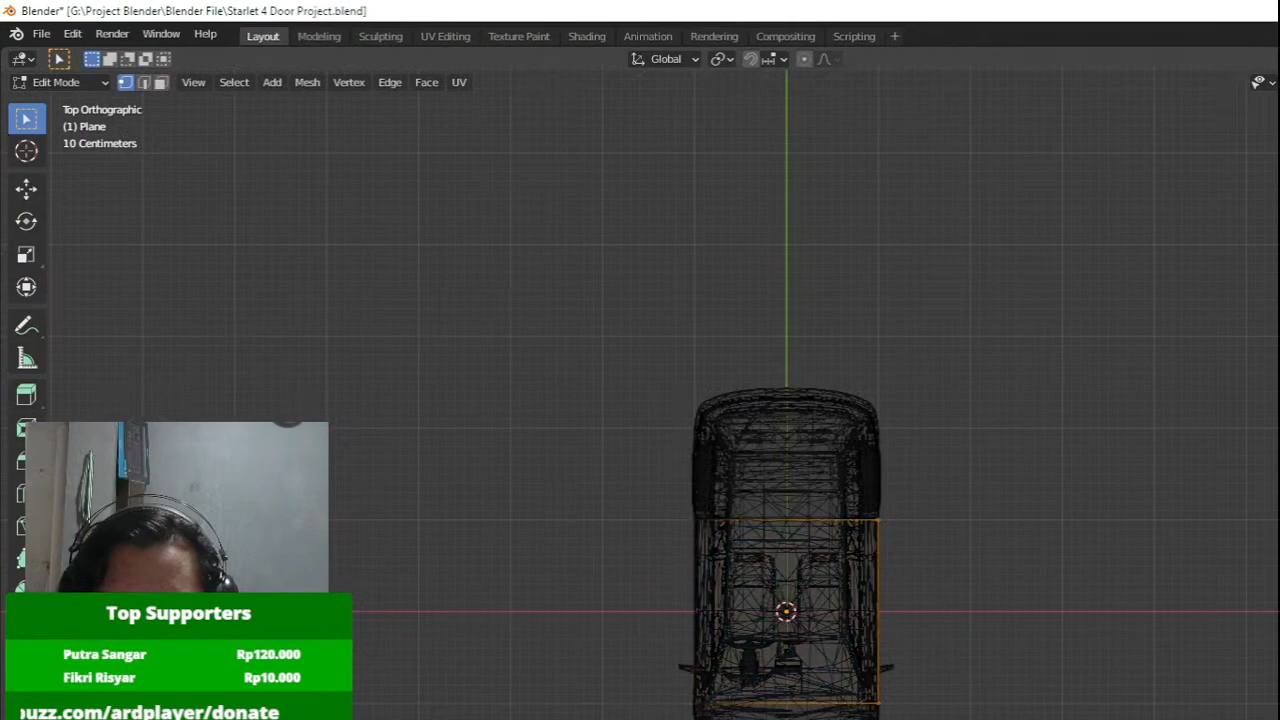 Blender* [G:\Project Blender\Blender File\Starlet 4 Door Project.blend]
File Edit Render Window Help Layout Modeling Sculpting UV Editing Texture Paint Shading Animation Rendering Compositing Scripting +
Global
Edit Mode View Select Add Mesh Vertex Edge Face UV
Top Orthographic
(1) Plane
10 Centimeters
Top Supporters
Putra Sangar Rp120.000
Fikri Risyar Rp10.000
buzz.com/ardplayer/donate